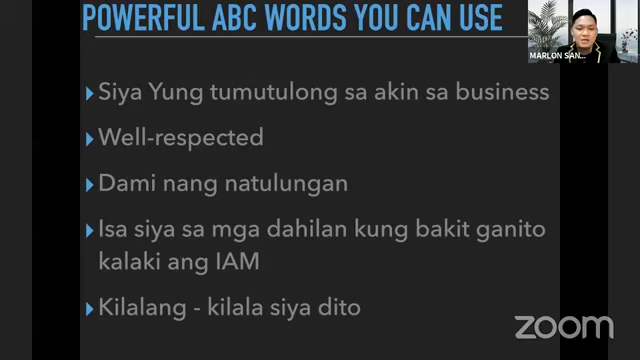 POWERFUL ABC WORDS YOU CAN USE
MARLON SAN...
Siya Yung tumutulong sa akin sa business
Well-respected
Dami nang natulungan
Isa siya sa mga dahilan kung bakit ganito
kalaki ang IAM
Kilalang - kilala siya dito
zoom